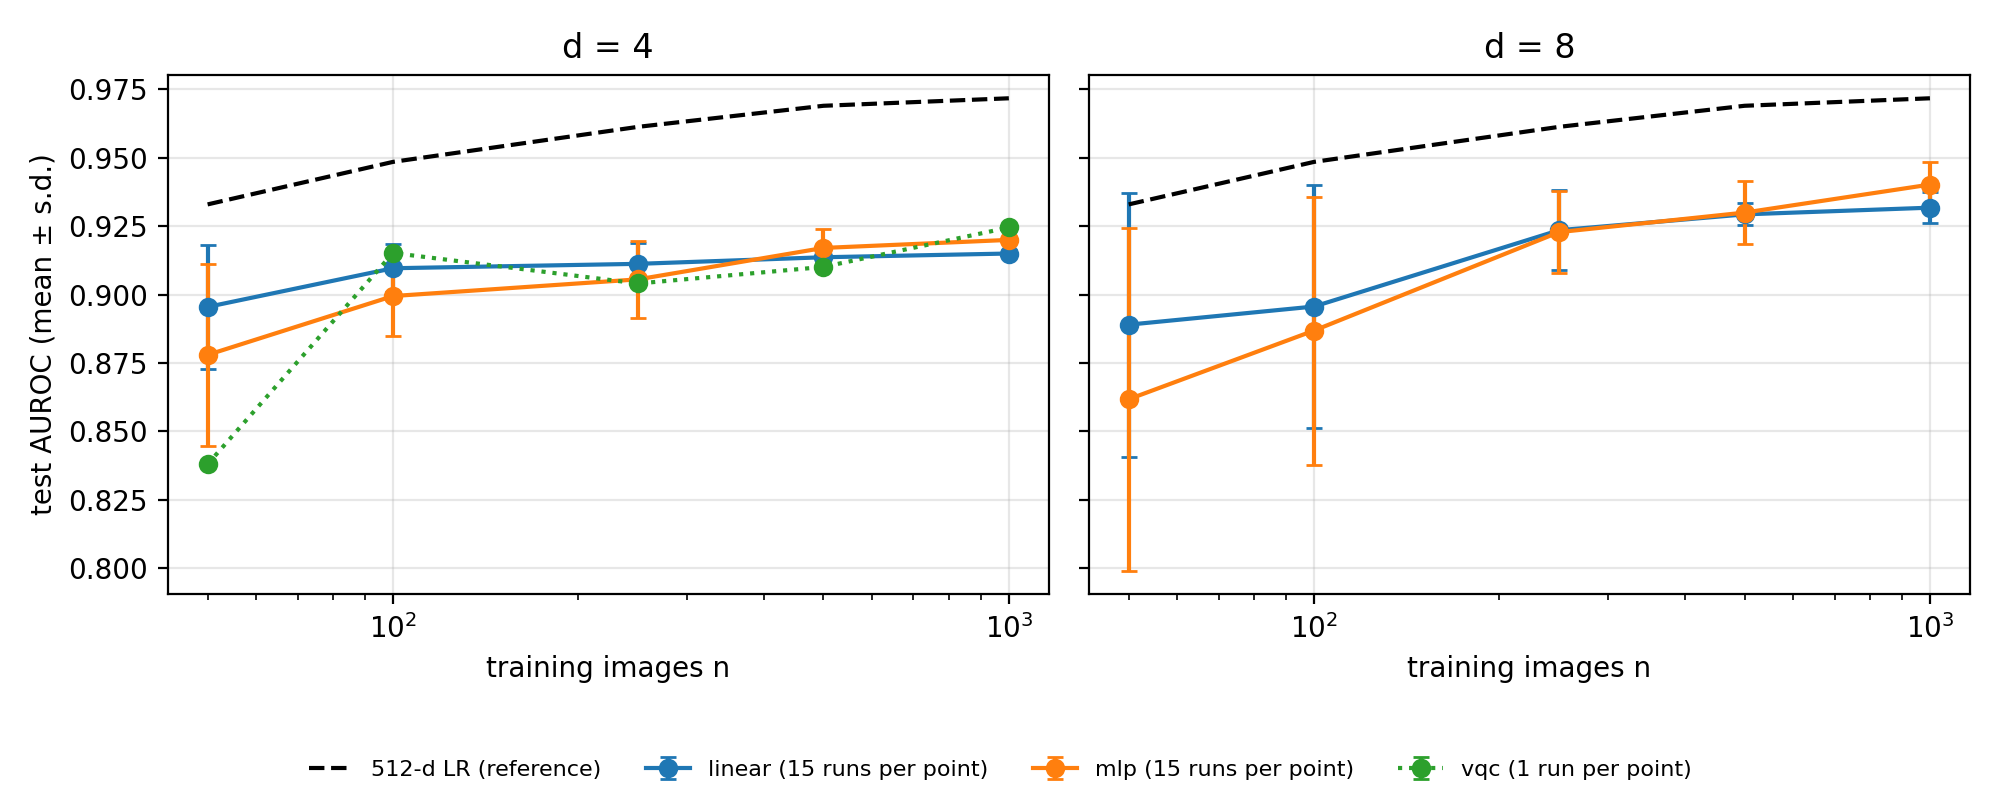 d = 4
d = 8
test AUROC (mean ± s.d.)
0.975
0.950
0.925
0.900
0.875
0.850
0.825
0.800
10²
10³
10²
10³
training images n
training images n
512-d LR (reference)
linear (15 runs per point)
mlp (15 runs per point)
vqc (1 run per point)